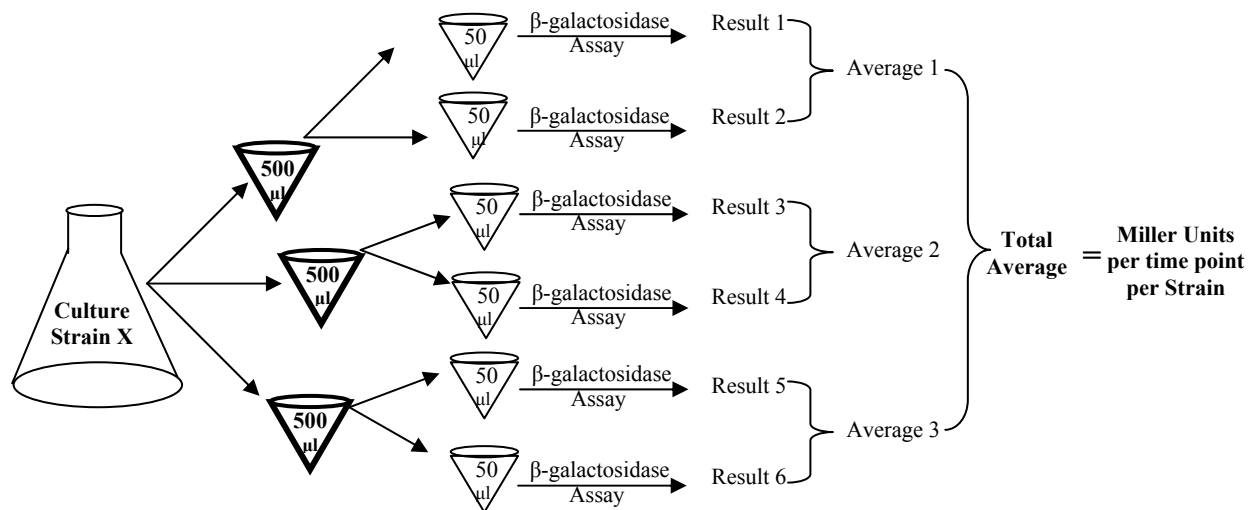 Culture
Strain X
500
µl
500
µl
500
µl
50
µl
β-galactosidase
Assay
Result 1
50
µl
β-galactosidase
Assay
Result 2
Average 1
50
µl
β-galactosidase
Assay
Result 3
50
µl
β-galactosidase
Assay
Result 4
Average 2
50
µl
β-galactosidase
Assay
Result 5
50
µl
β-galactosidase
Assay
Result 6
Average 3
Total
Average
=
Miller Units
per time point
per Strain